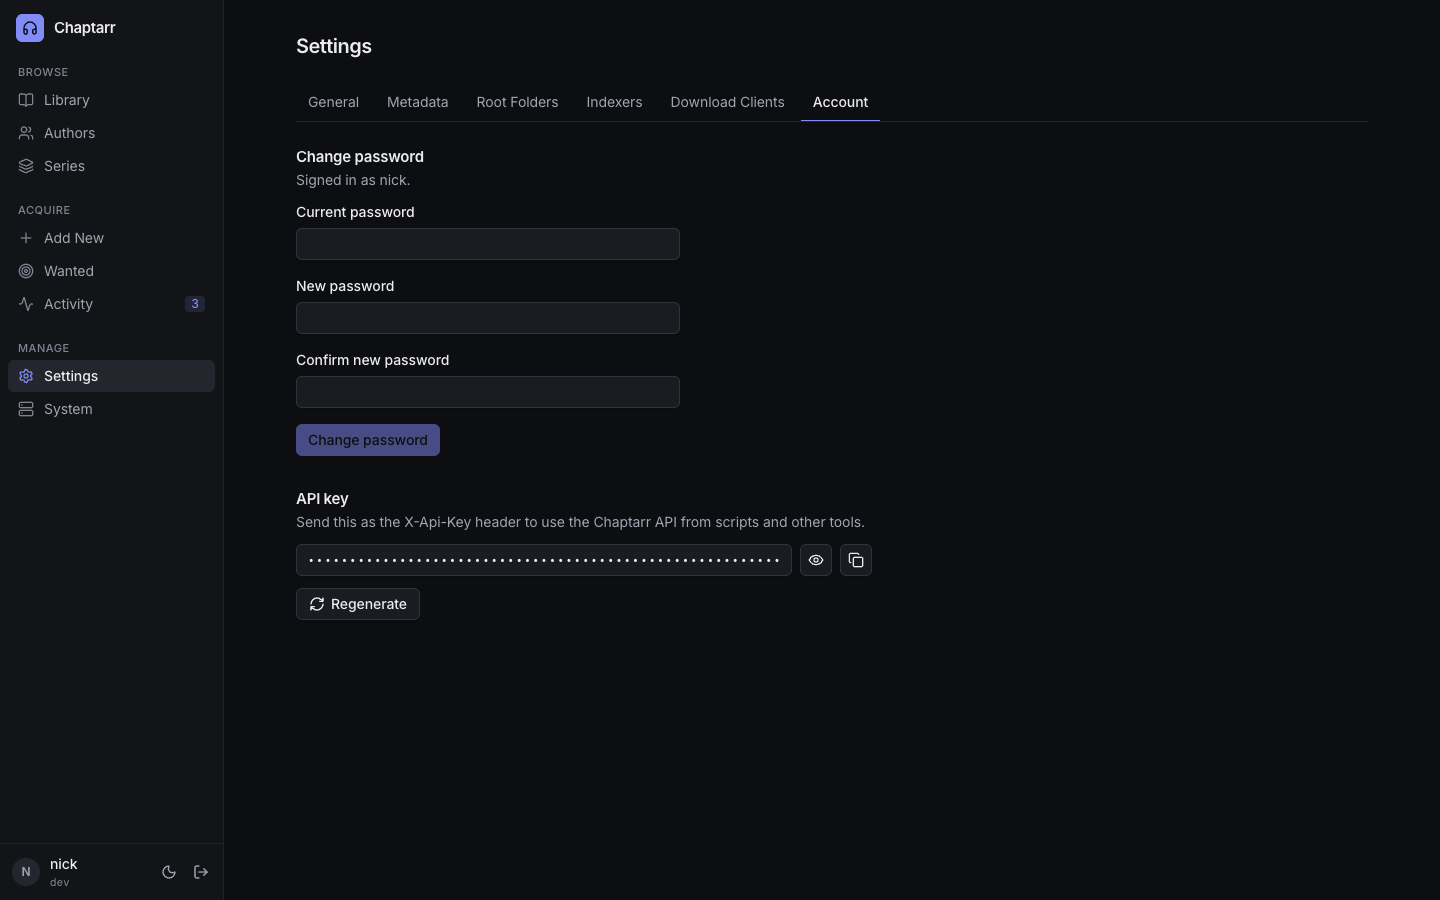 Chaptarr
BROWSE
Library
Authors
Series
ACQUIRE
Add New
Wanted
Activity 3
MANAGE
Settings
System
N nick
dev
Settings
General Metadata Root Folders Indexers Download Clients Account
Change password
Signed in as nick.
Current password
New password
Confirm new password
Change password
API key
Send this as the X-Api-Key header to use the Chaptarr API from scripts and other tools.
Regenerate